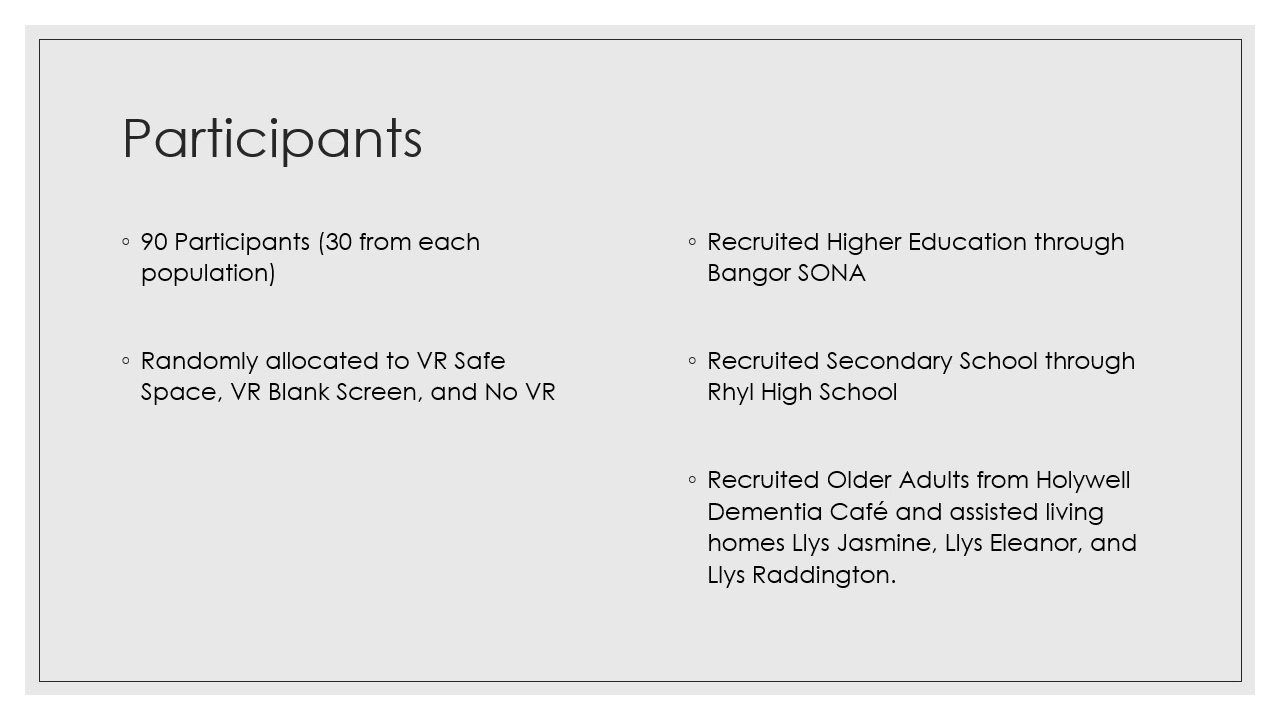 Participants
◦ 90 Participants (30 from each
population)
◦ Randomly allocated to VR Safe
Space, VR Blank Screen, and No VR
◦ Recruited Higher Education through
Bangor SONA
◦ Recruited Secondary School through
Rhyl High School
◦ Recruited Older Adults from Holywell
Dementia Café and assisted living
homes Llys Jasmine, Llys Eleanor, and
Llys Raddington.